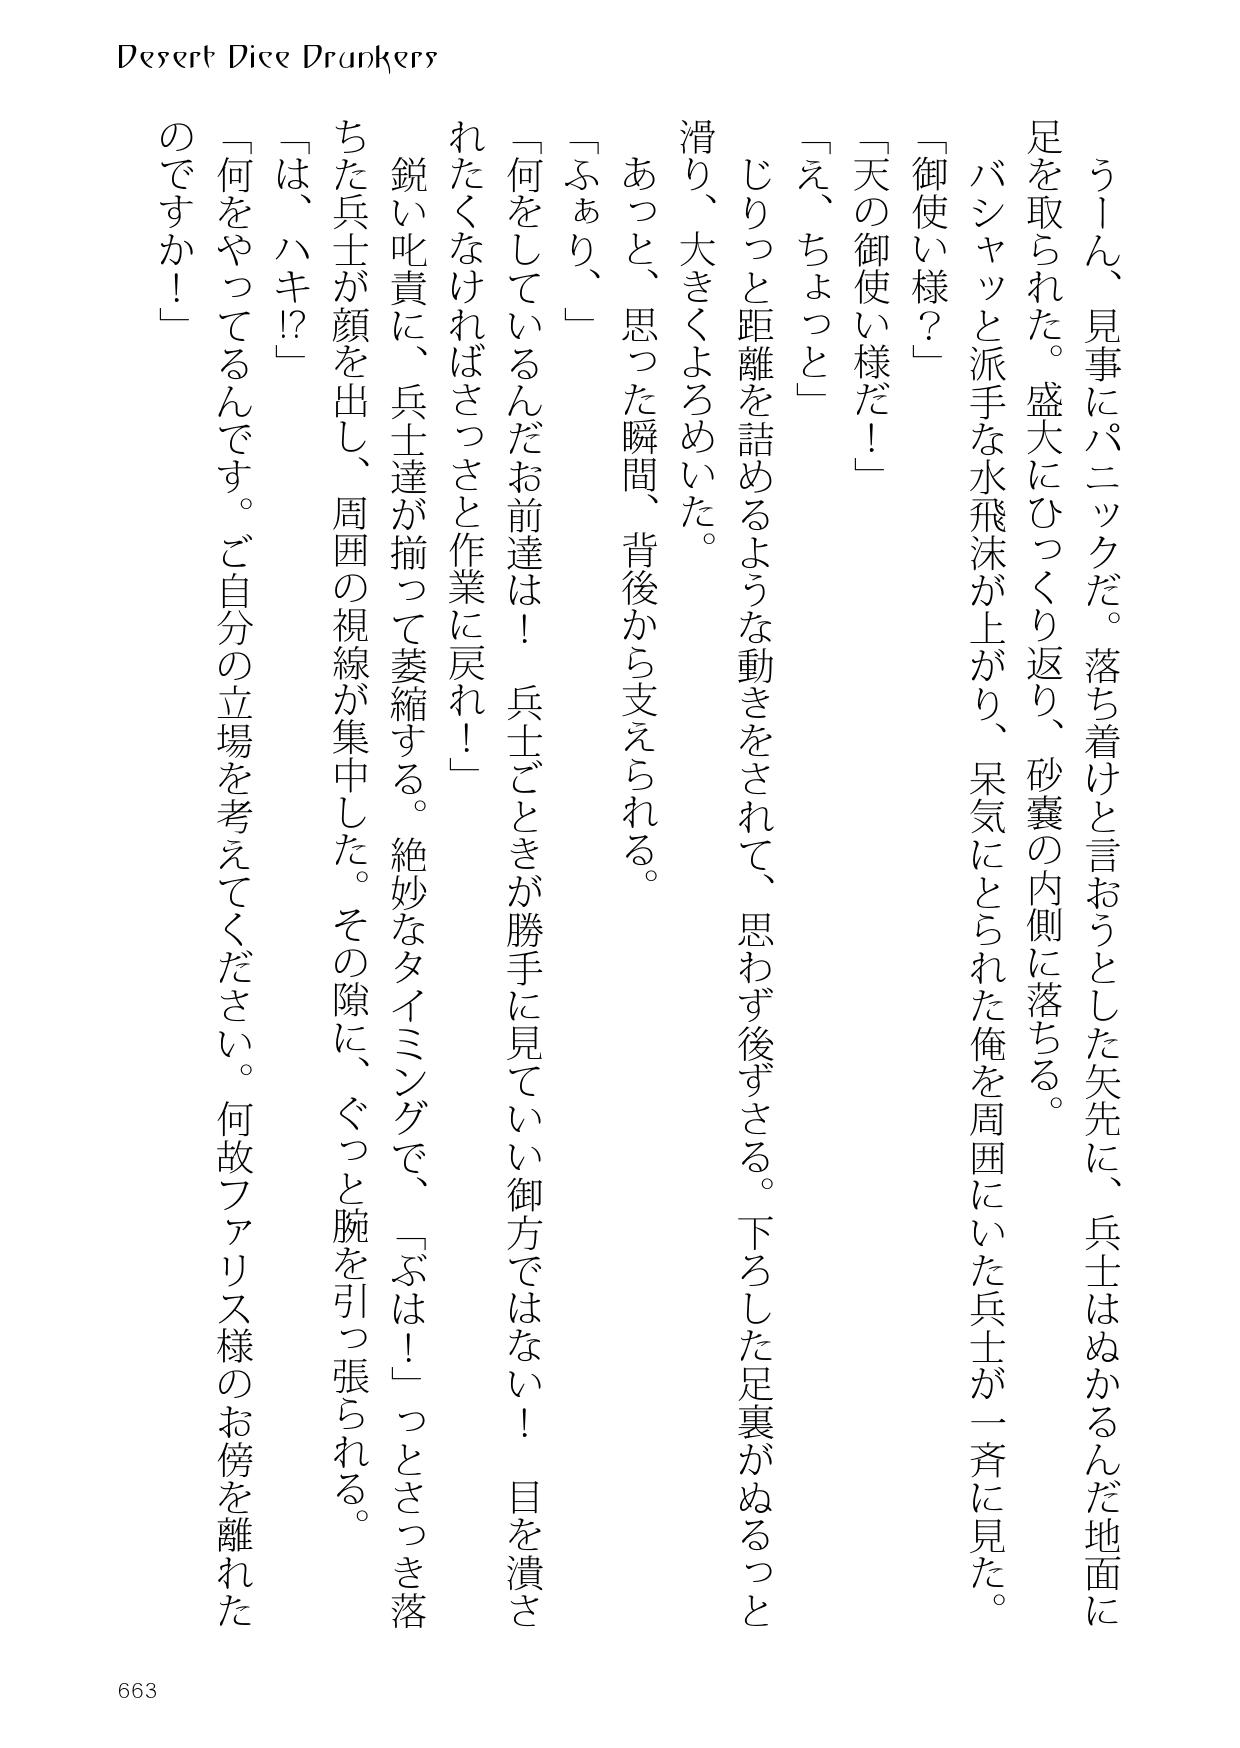 Desert Dice Drunkers
　うーん、見事にパニックだ。落ち着けと言おうとした矢先に、兵士はぬかるんだ地面に
足を取られた。盛大にひっくり返り、砂嚢の内側に落ちる。
　バシャッと派手な水飛沫が上がり、呆気にとられた俺を周囲にいた兵士が一斉に見た。
「御使い様？」
「天の御使い様だ！」
「え、ちょっと」
　じりっと距離を詰めるような動きをされて、思わず後ずさる。下ろした足裏がぬるっと
滑り、大きくよろめいた。
　あっと、思った瞬間、背後から支えられる。
「ふぁり、」
「何をしているんだお前達は！　兵士ごときが勝手に見ていい御方ではない！　目を潰さ
れたくなければさっさと作業に戻れ！」
　鋭い叱責に、兵士達が揃って萎縮する。絶妙なタイミングで、「ぶは！」っとさっき落
ちた兵士が顔を出し、周囲の視線が集中した。その隙に、ぐっと腕を引っ張られる。
「は、ハキ!?」
「何をやってるんです。ご自分の立場を考えてください。何故ファリス様のお傍を離れた
のですか！」
663